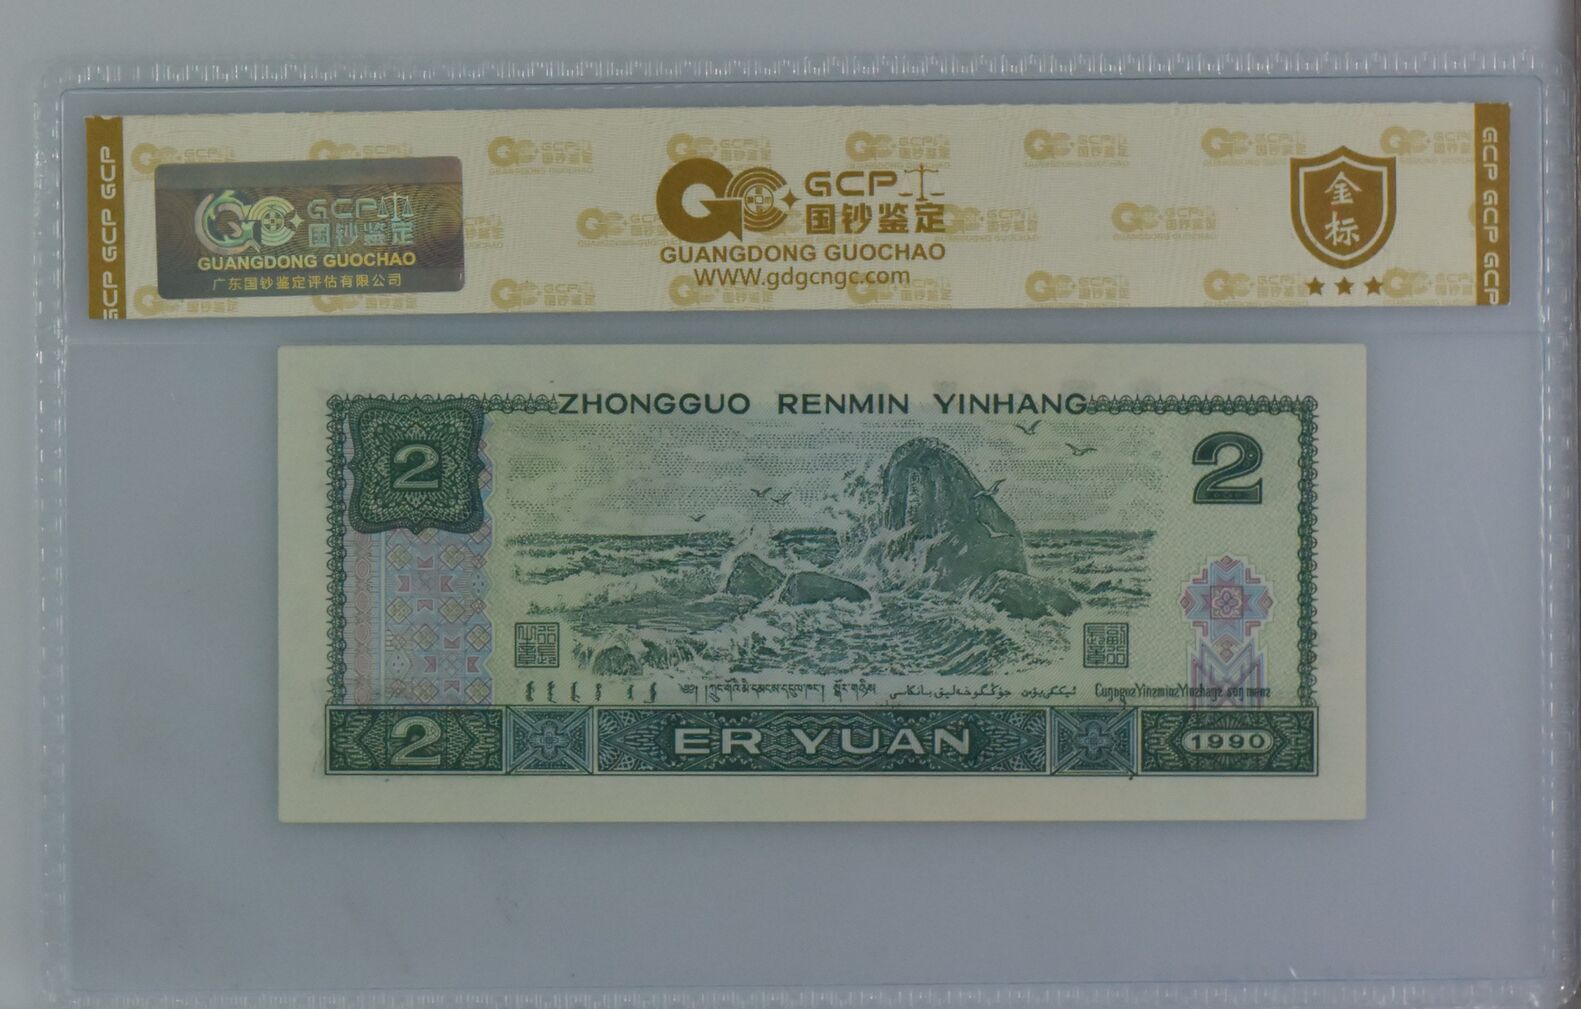 GCP GCP GCP
GCP 国钞鉴定
GUANGDONG GUOCHAO
广东国钞鉴定评估有限公司
GCP
国钞鉴定
GUANGDONG GUOCHAO
WWW.gdgcngc.com
金标
GCP GCP GCP
ZHONGGUO RENMIN YINHANG
2
2
2
ER YUAN
1990